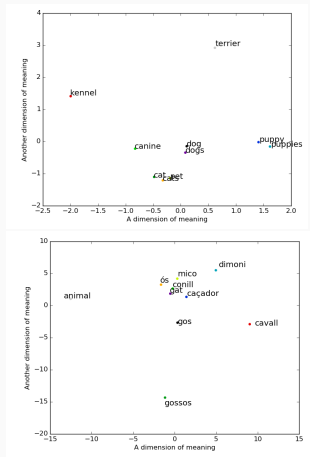 4
3
2
1
0
−1
−2
Another dimension of meaning
terrier
kennel
puppy
puppies
dog
dogs
canine
cat
pet
cats
−2.5 −2.0 −1.5 −1.0 −0.5 0.0 0.5 1.0 1.5 2.0
A dimension of meaning
10
5
0
−5
−10
−15
−20
Another dimension of meaning
dimoni
mico
ós
conill
gat
caçador
animal
gos
cavall
gossos
−15 −10 −5 0 5 10 15
A dimension of meaning